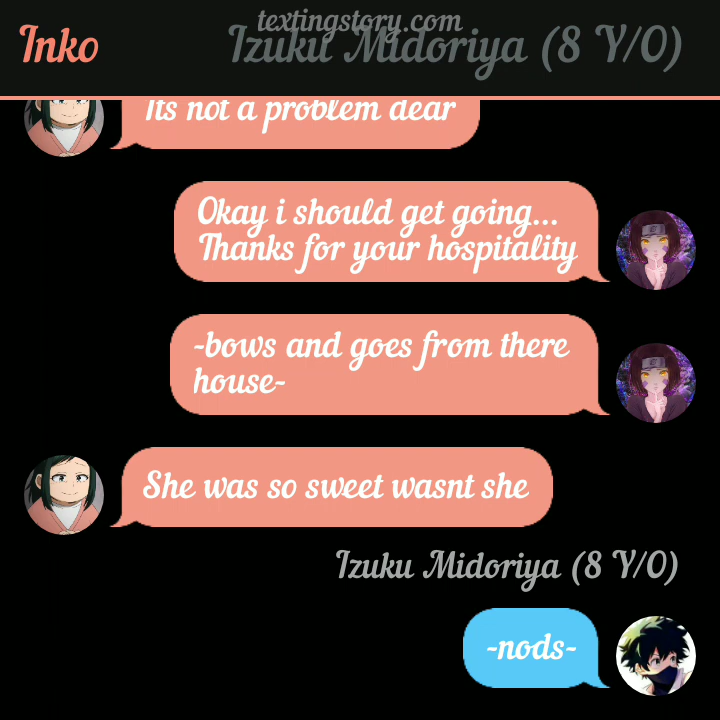 textingstory.com
Inko
Izuku Midoriya (8 Y/O)
Its not a problem dear
Okay i should get going...
Thanks for your hospitality
-bows and goes from there
house-
She was so sweet wasnt she
Izuku Midoriya (8 Y/O)
-nods-